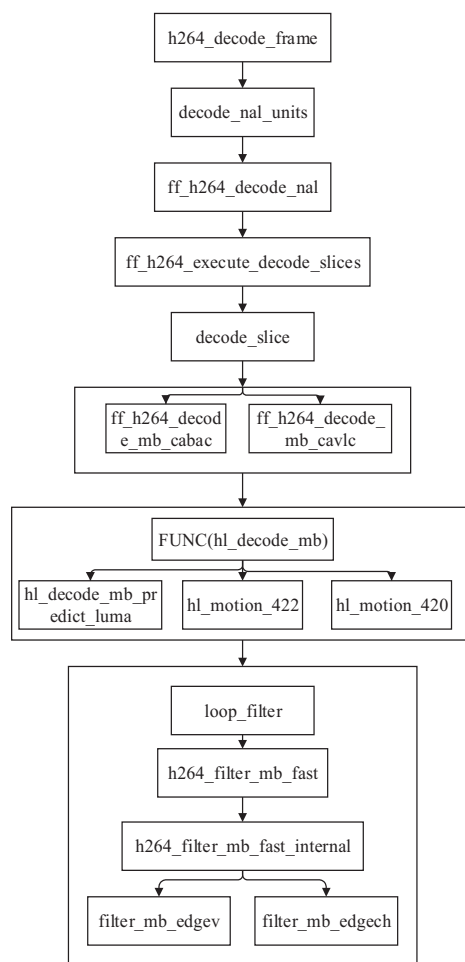 h264_decode_frame
decode_nal_units
ff_h264_decode_nal
ff_h264_execute_decode_slices
decode_slice
ff_h264_decod
e_mb_cabac
ff_h264_decode_
mb_cavlc
FUNC(hl_decode_mb)
hl_decode_mb_pr
edict_luma
hl_motion_422
hl_motion_420
loop_filter
h264_filter_mb_fast
h264_filter_mb_fast_internal
filter_mb_edgev
filter_mb_edgech